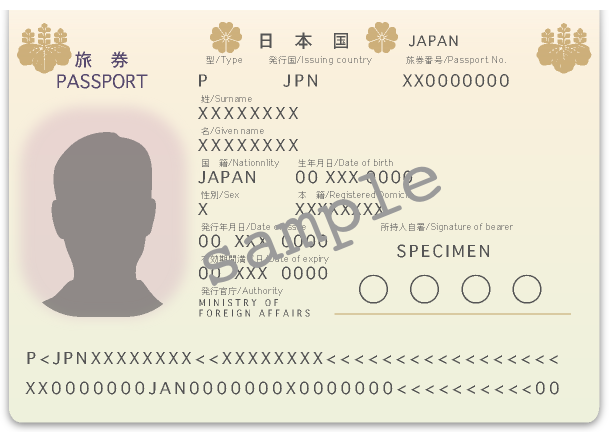 旅 券
PASSPORT
日 本 国 JAPAN
型/Type 発行国/Issuing country 旅券番号/Passport No.
P JPN XX0000000
姓/Surname
XXXXXXXX
名/Given name
XXXXXXXX
国 籍/Nationnlity 生年月日/Date of birth
JAPAN 00 XXX 0000
性別/Sex 本 籍/Registered Domicile
X XXXXXXXX
発行年月日/Date of issue 所持人自署/Signature of bearer
00 XXX 0000
有効期間満了日/Date of expiry
00 XXX 0000
SPECIMEN
発行官庁/Authority
MINISTRY OF
FOREIGN AFFAIRS
sample
P<JPNXXXXXXXX<<XXXXXXXX<<<<<<<<<<<<<<<<<<
XX0000000JAN0000000X0000000<<<<<<<<<<00